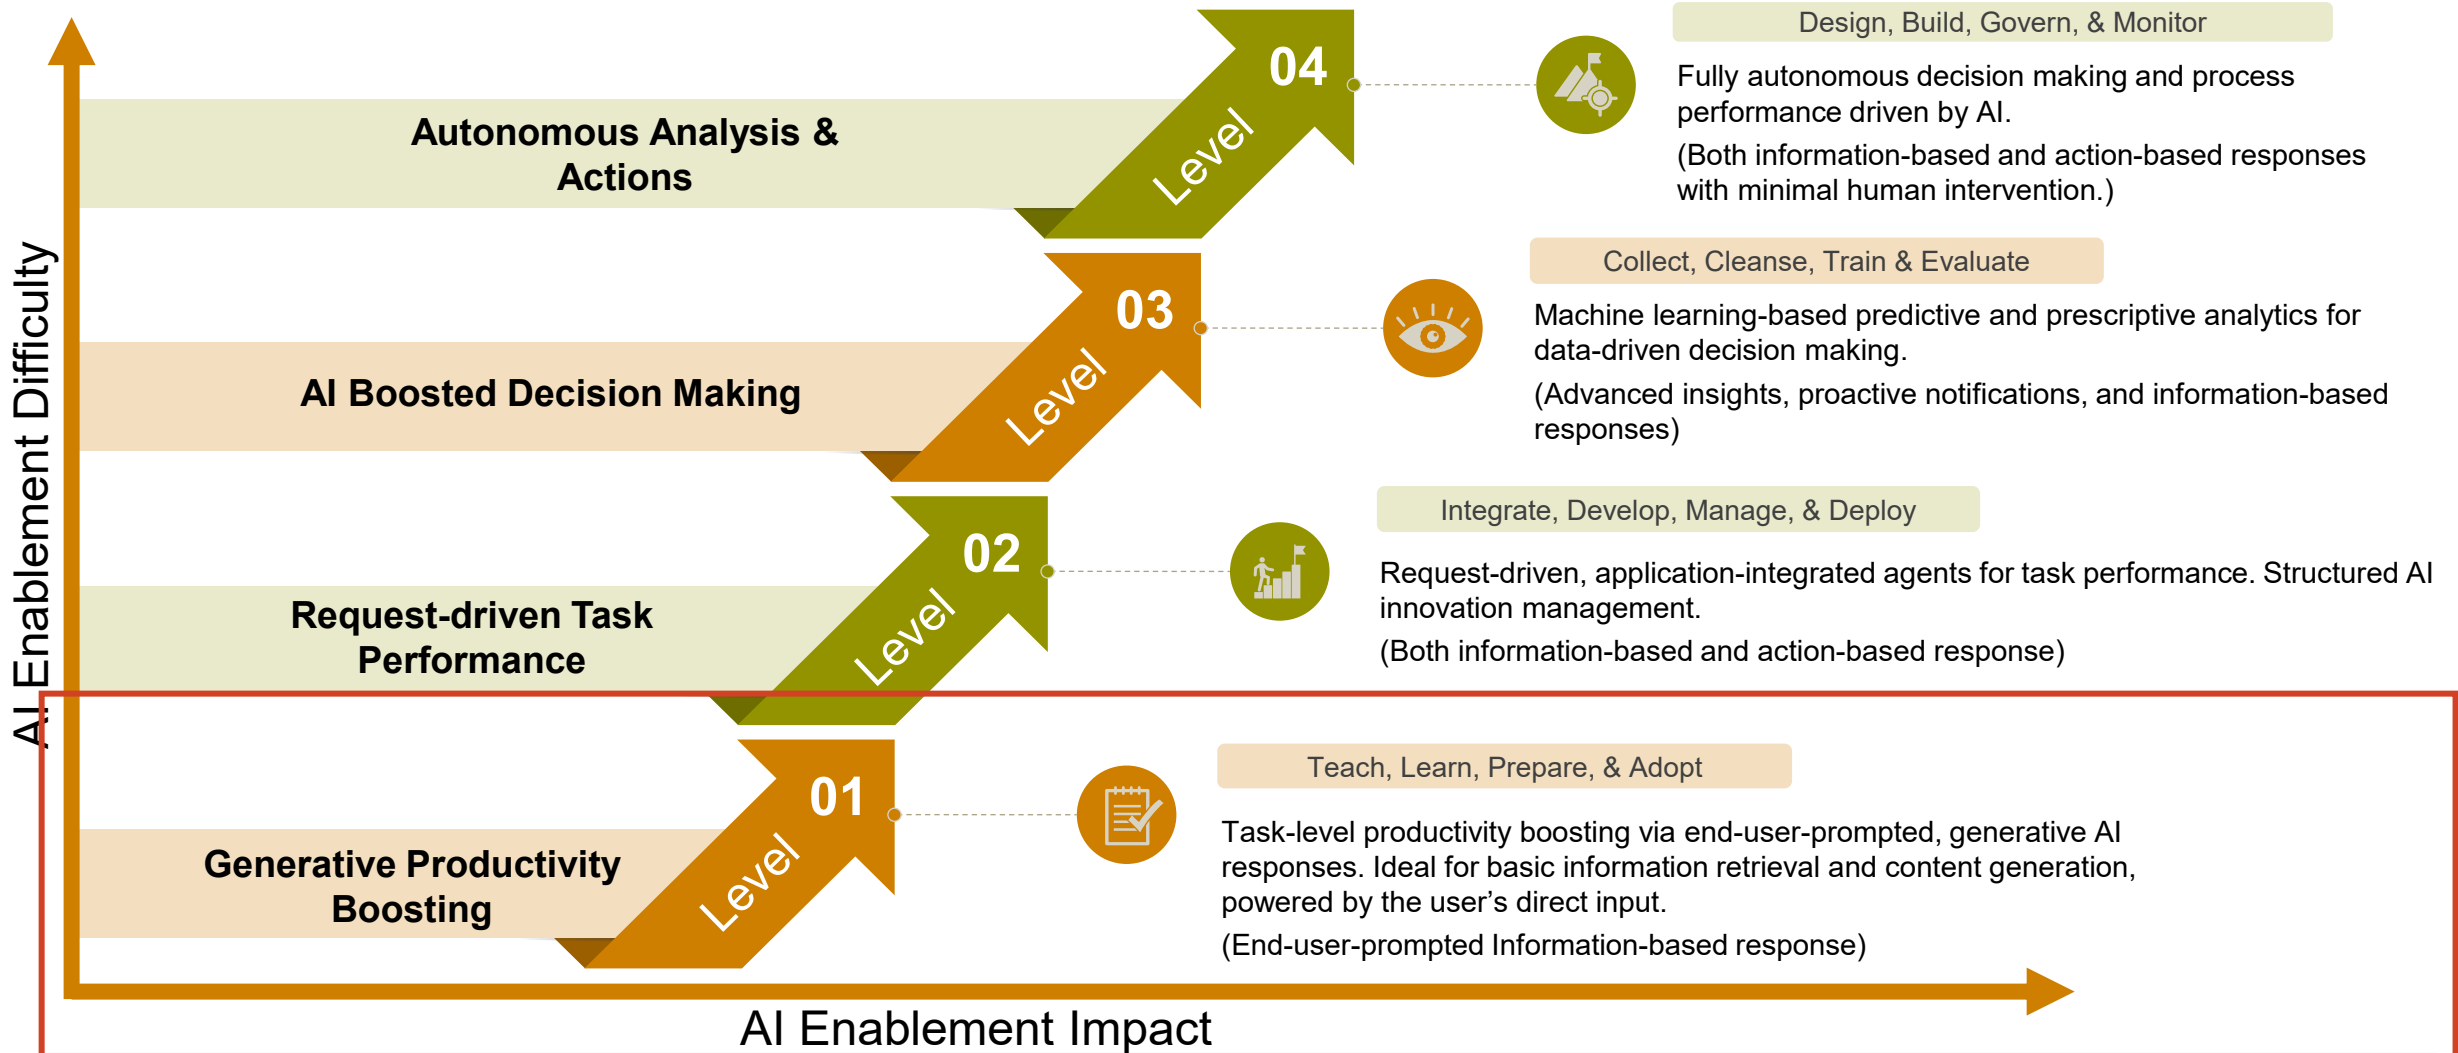 AI Enablement Difficulty
Autonomous Analysis &
Actions
Level
04
Design, Build, Govern, & Monitor
Fully autonomous decision making and process
performance driven by AI.
(Both information-based and action-based responses
with minimal human intervention.)
AI Boosted Decision Making
Level
03
Collect, Cleanse, Train & Evaluate
Machine learning-based predictive and prescriptive analytics for
data-driven decision making.
(Advanced insights, proactive notifications, and information-based
responses)
Request-driven Task
Performance
Level
02
Integrate, Develop, Manage, & Deploy
Request-driven, application-integrated agents for task performance. Structured AI
innovation management.
(Both information-based and action-based response)
Generative Productivity
Boosting
Level
01
Teach, Learn, Prepare, & Adopt
Task-level productivity boosting via end-user-prompted, generative AI
responses. Ideal for basic information retrieval and content generation,
powered by the user’s direct input.
(End-user-prompted Information-based response)
AI Enablement Impact